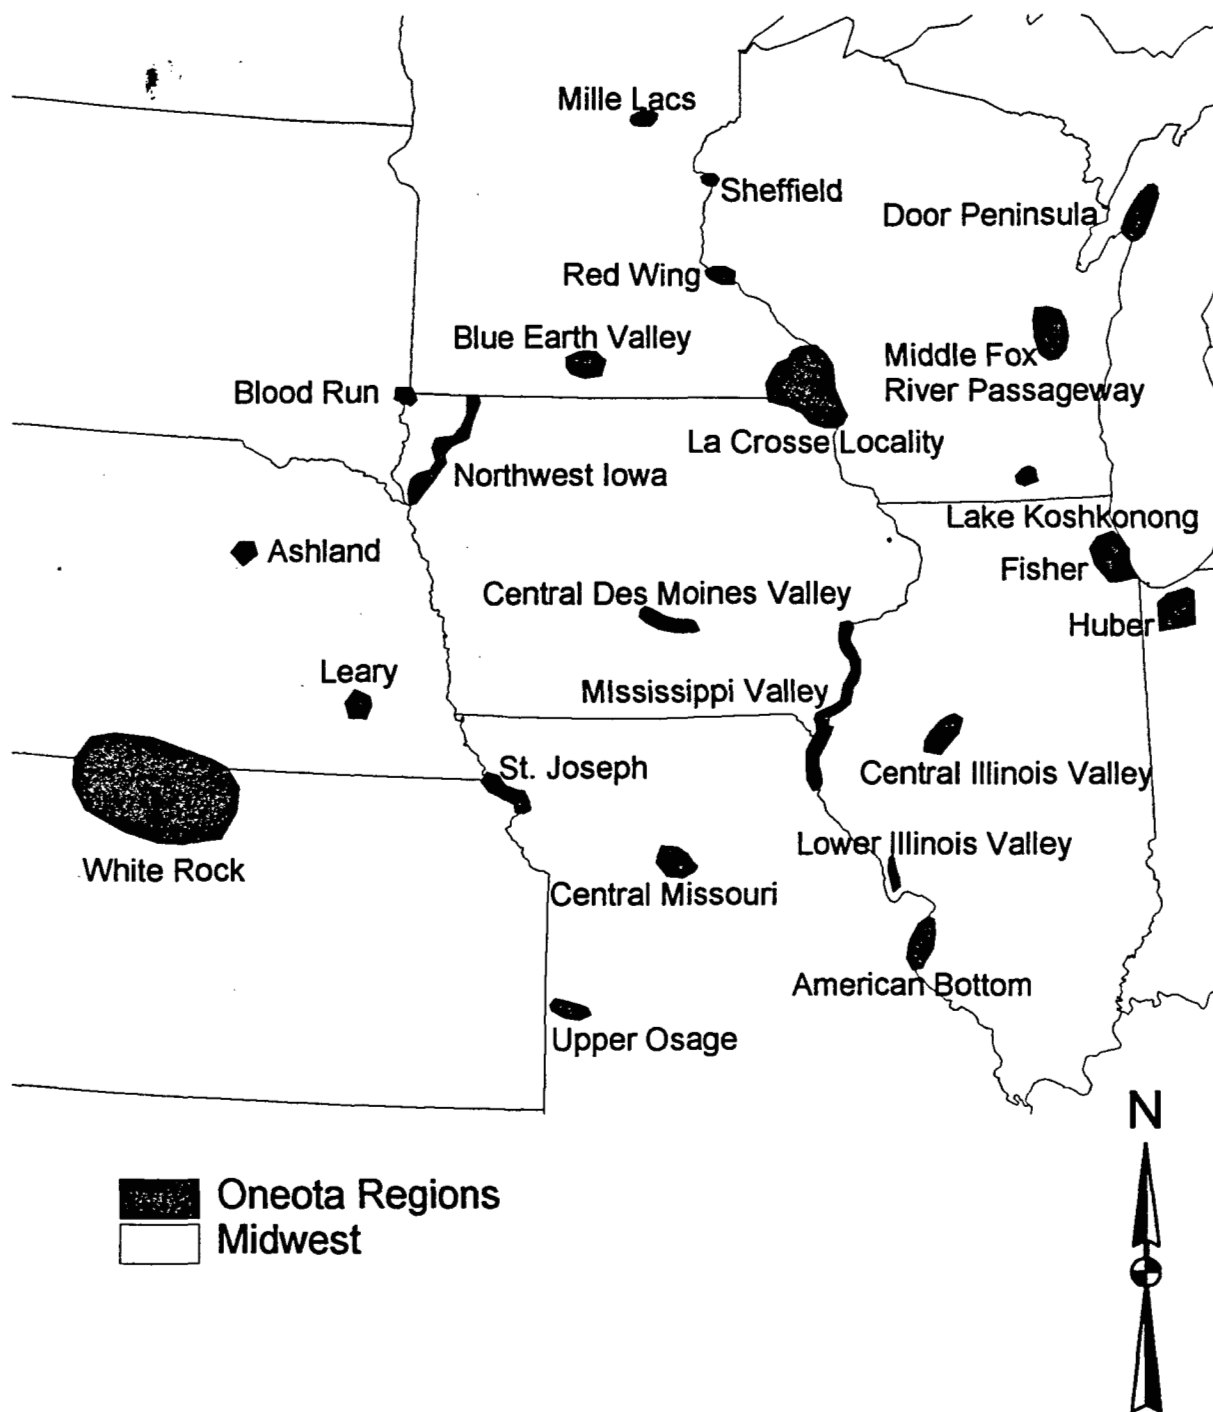 Mille Lacs
Sheffield
Door Peninsula
Red Wing
Blue Earth Valley
Middle Fox
River Passageway
Blood Run
La Crosse Locality
Northwest Iowa
Lake Koshkonong
Ashland
Fisher
Central Des Moines Valley
Huber
Leary
MIssissippi Valley
St. Joseph
Central Illinois Valley
White Rock
Lower Illinois Valley
Central Missouri
American Bottom
Upper Osage
N
Oneota Regions
Midwest